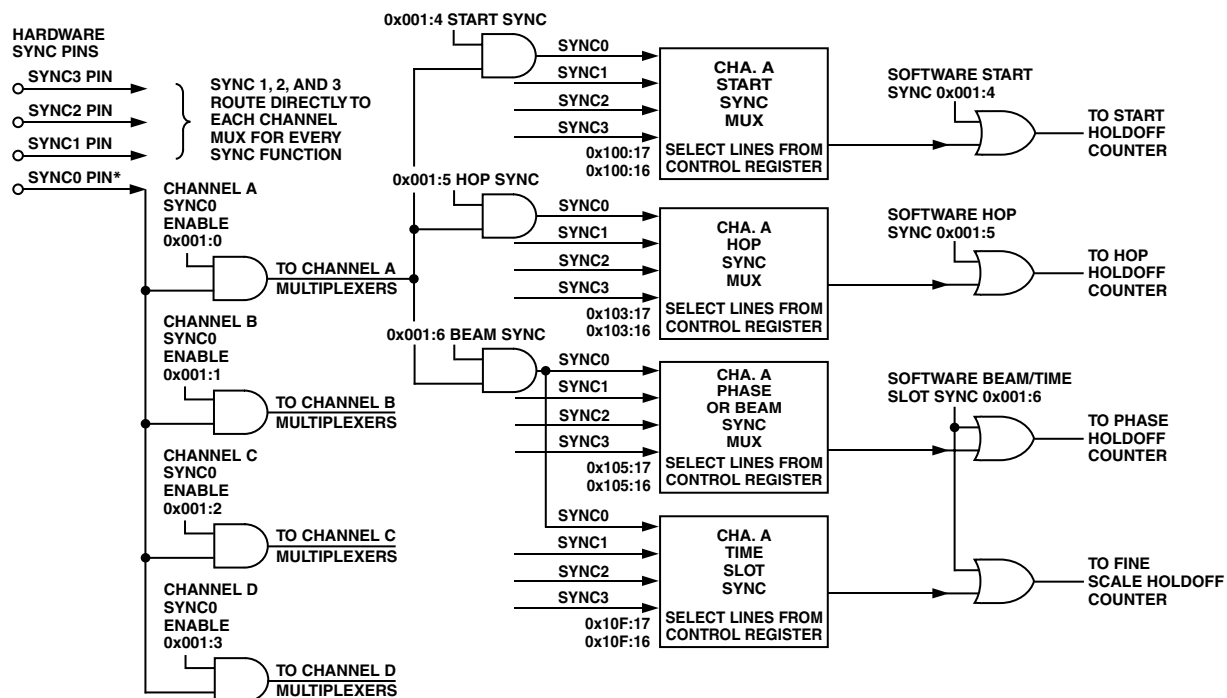 HARDWARE
SYNC PINS
SYNC3 PIN
SYNC2 PIN
SYNC1 PIN
SYNC0 PIN*
SYNC 1, 2, AND 3
ROUTE DIRECTLY TO
EACH CHANNEL
MUX FOR EVERY
SYNC FUNCTION
CHANNEL A
SYNC0
ENABLE
0x001:0
TO CHANNEL A
MULTIPLEXERS
CHANNEL B
SYNC0
ENABLE
0x001:1
TO CHANNEL B
MULTIPLEXERS
CHANNEL C
SYNC0
ENABLE
0x001:2
TO CHANNEL C
MULTIPLEXERS
CHANNEL D
SYNC0
ENABLE
0x001:3
TO CHANNEL D
MULTIPLEXERS
0x001:4 START SYNC
SYNC0
SYNC1
SYNC2
SYNC3
0x100:17
0x100:16
CHA. A
START
SYNC
MUX
SELECT LINES FROM
CONTROL REGISTER
SOFTWARE START
SYNC 0x001:4
TO START
HOLDOFF
COUNTER
0x001:5 HOP SYNC
SYNC0
SYNC1
SYNC2
SYNC3
0x103:17
0x103:16
CHA. A
HOP
SYNC
MUX
SELECT LINES FROM
CONTROL REGISTER
SOFTWARE HOP
SYNC 0x001:5
TO HOP
HOLDOFF
COUNTER
0x001:6 BEAM SYNC
SYNC0
SYNC1
SYNC2
SYNC3
0x105:17
0x105:16
CHA. A
PHASE
OR BEAM
SYNC
MUX
SELECT LINES FROM
CONTROL REGISTER
SOFTWARE BEAM/TIME
SLOT SYNC 0x001:6
TO PHASE
HOLDOFF
COUNTER
SYNC0
SYNC1
SYNC2
SYNC3
0x10F:17
0x10F:16
CHA. A
TIME
SLOT
SYNC
SELECT LINES FROM
CONTROL REGISTER
TO FINE
SCALE HOLDOFF
COUNTER